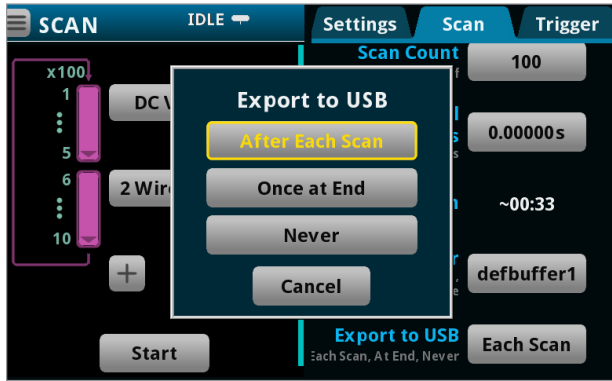 SCAN
IDLE
Settings
Scan
Trigger
x100
1
5
6
10
DC V
2 Wir
+
Start
Scan Count
100
0.00000s
~00:33
defbuffer1
Export to USB
Each Scan, At End, Never
Each Scan
Export to USB
After Each Scan
Once at End
Never
Cancel